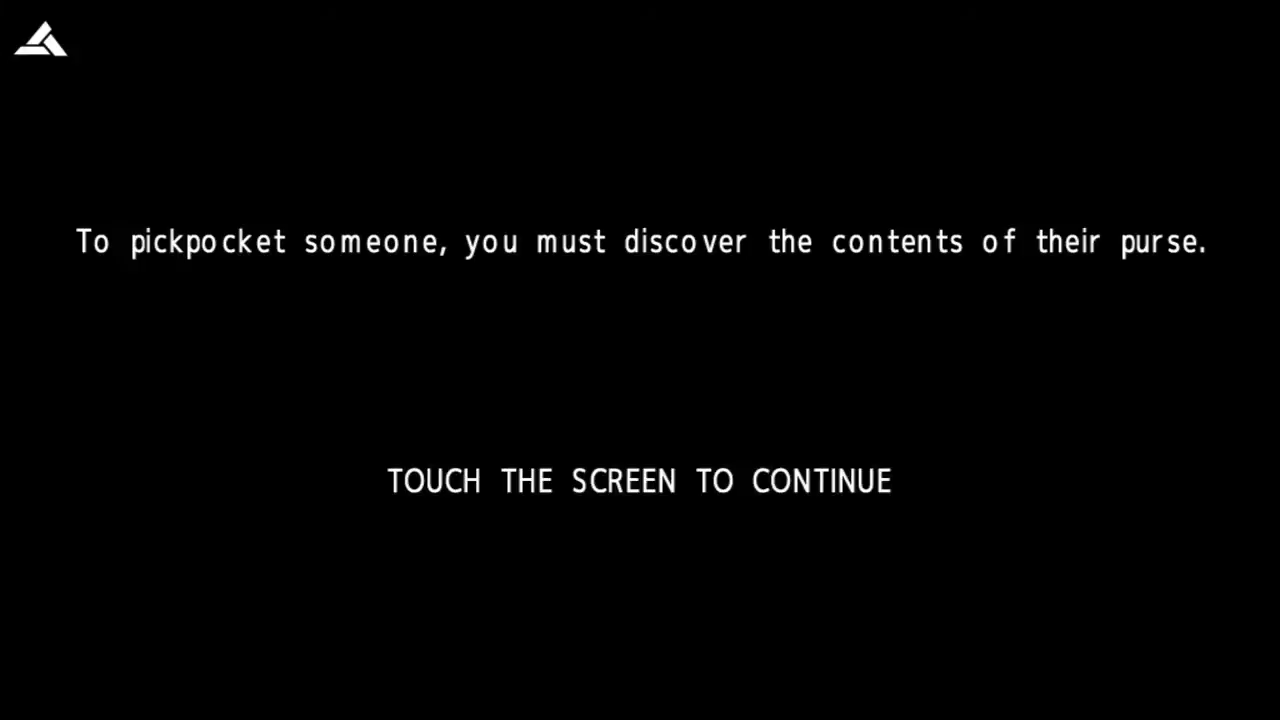 To pickpocket someone, you must discover the contents of their purse.
TOUCH THE SCREEN TO CONTINUE